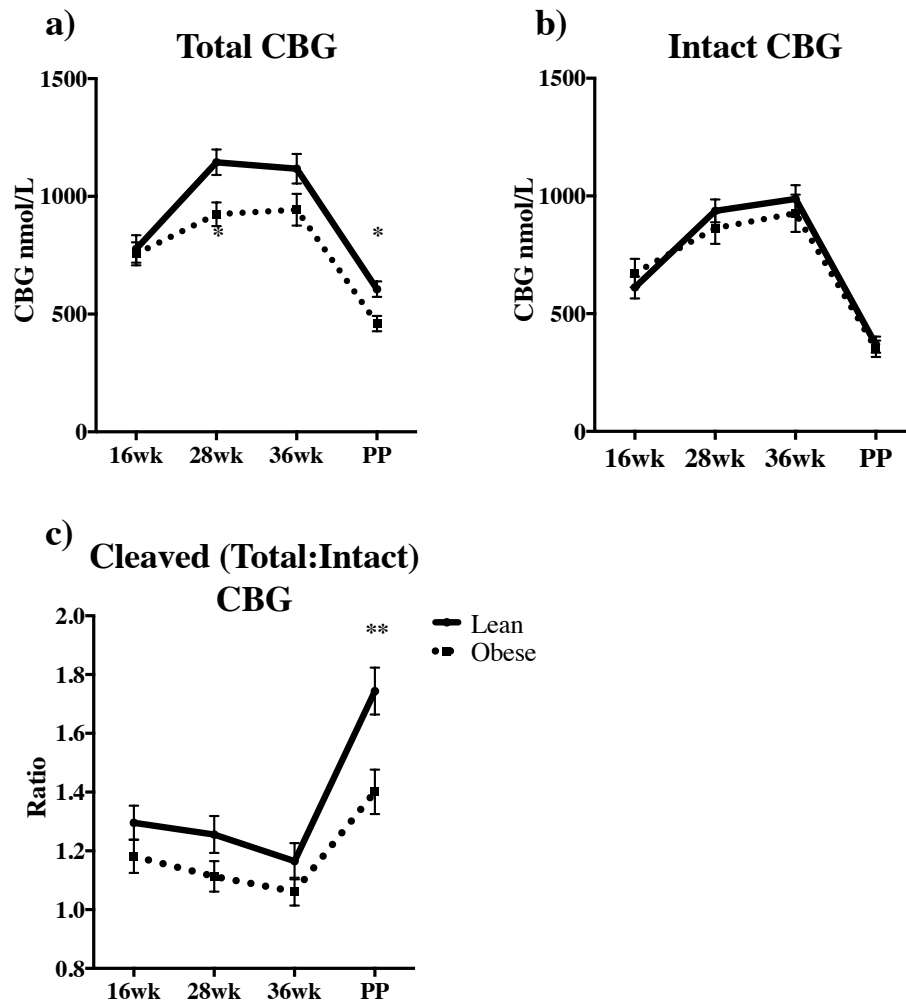 a)
Total CBG
CBG nmol/L
1500
1000
500
0
*
*
16wk 28wk 36wk PP
b)
Intact CBG
CBG nmol/L
1500
1000
500
0
16wk 28wk 36wk PP
c)
Cleaved (Total:Intact)
CBG
Ratio
2.0
1.8
1.6
1.4
1.2
1.0
0.8
**
16wk 28wk 36wk PP
Lean
Obese